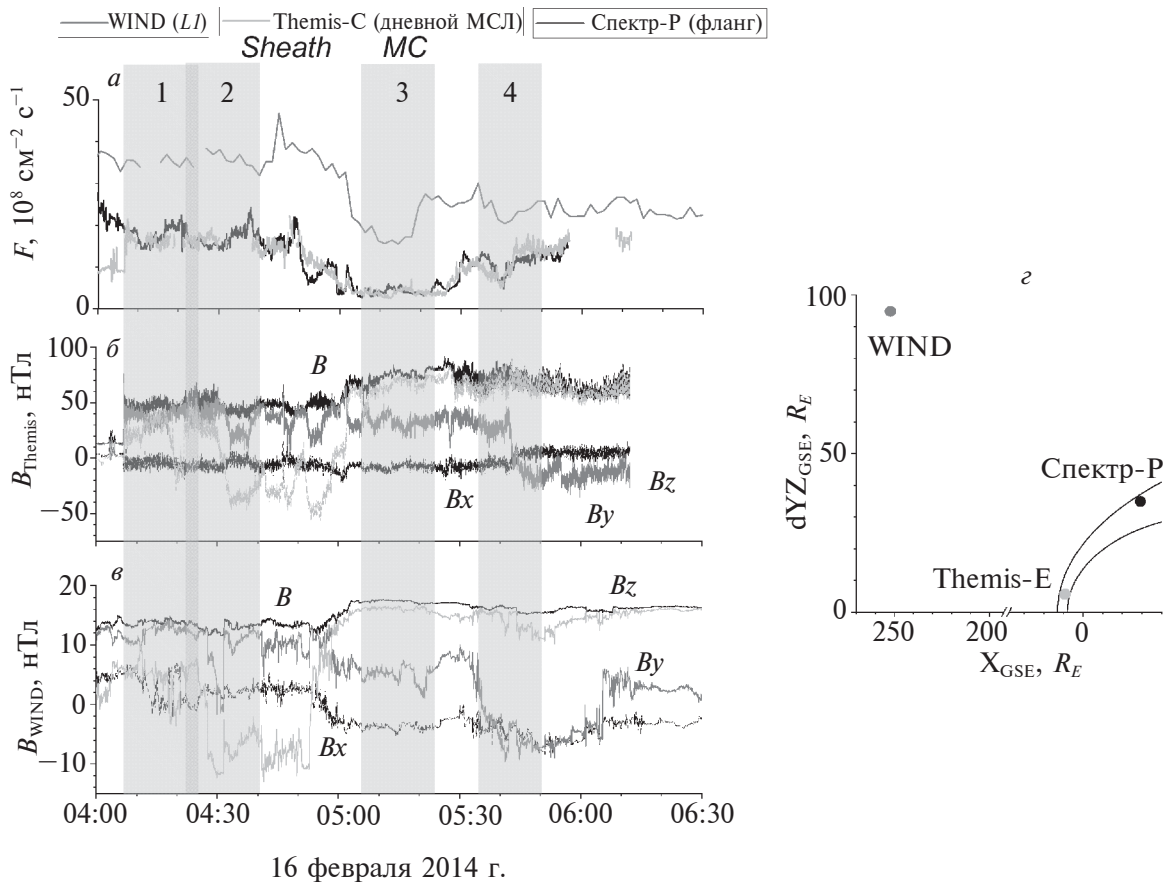 WIND (L1) Themis-C (дневной МСЛ) Спектр-Р (фланг)
Sheath MC
а 1 2 3 4
50
0
F, 10⁸ см⁻² с⁻¹
б B
100
50
0
−50
B_Themis, нТл
Bx By Bz
в B Bz
20
10
0
−10
B_WIND, нТл
Bx By
04:00 04:30 05:00 05:30 06:00 06:30
16 февраля 2014 г.
г
100
50
0
dYZ_GSE, R_E
WIND
Спектр-Р
Themis-E
250 200 0
X_GSE, R_E